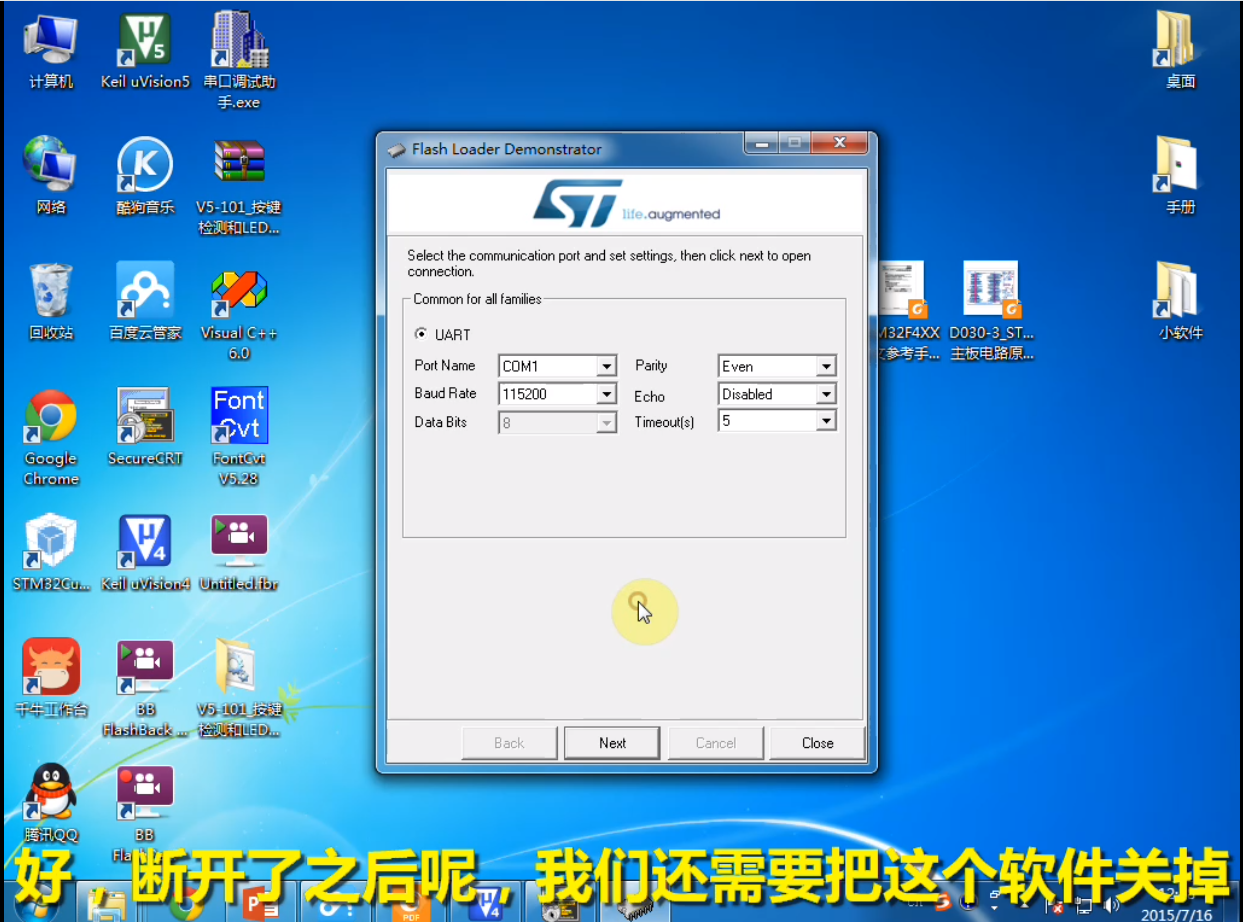 计算机
Keil uVision5
串口调试助
手.exe
桌面
网络
酷狗音乐
V5-101_按键
检测和LED...
手册
回收站
百度云管家
Visual C++
6.0
小软件
M32F4XX
参考手...
D030-3_ST...
主板电路原...
Google
Chrome
SecureCRT
Font
Cvt
FontCvt
V5.28
STM32Cu...
Keil uVision4
Untitled.fbr
千牛工作台
BB
FlashBack ...
V5-101_按键
检测和LED...
腾讯QQ
BB
Flash Loader Demonstrator
ST life.augmented
Select the communication port and set settings, then click next to open
connection.
Common for all families
UART
Port Name COM1 Parity Even
Baud Rate 115200 Echo Disabled
Data Bits 8 Timeout(s) 5
Back Next Cancel Close
好，断开了之后呢，我们还需要把这个软件关掉
2015/7/16